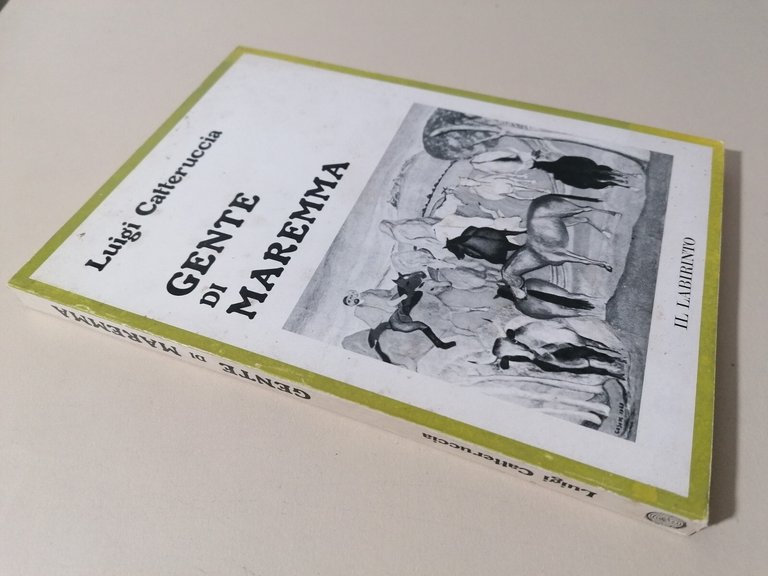 Luigi Calteruccia
GENTE
DI
MAREMMA
IL LABIRINTO
GENTE DI MAREMMA
Luigi Calteruccia